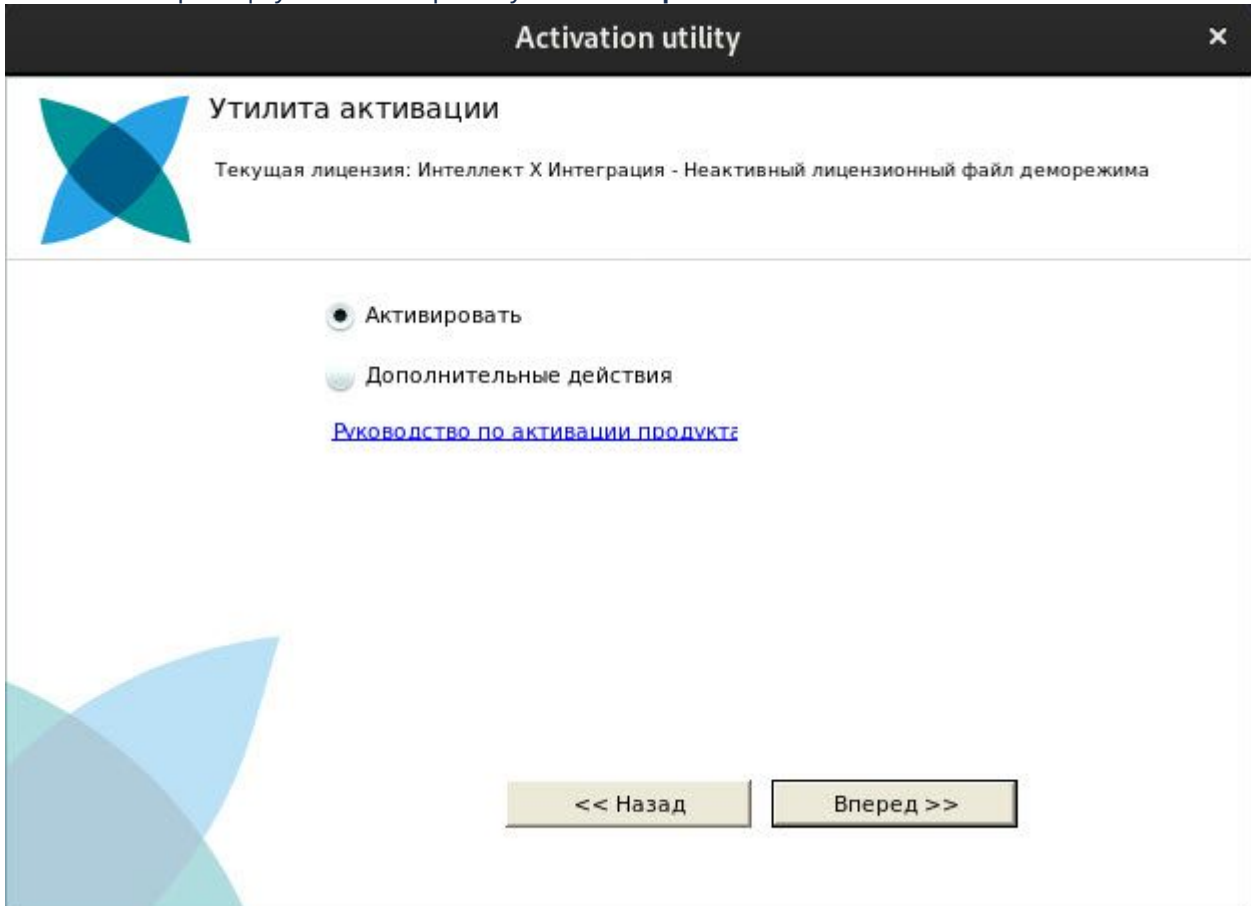 Activation utility
Утилита активации
Текущая лицензия: Интеллект X Интеграция - Неактивный лицензионный файл деморежима
Активировать
Дополнительные действия
Руководство по активации продукта
<< Назад
Вперед >>